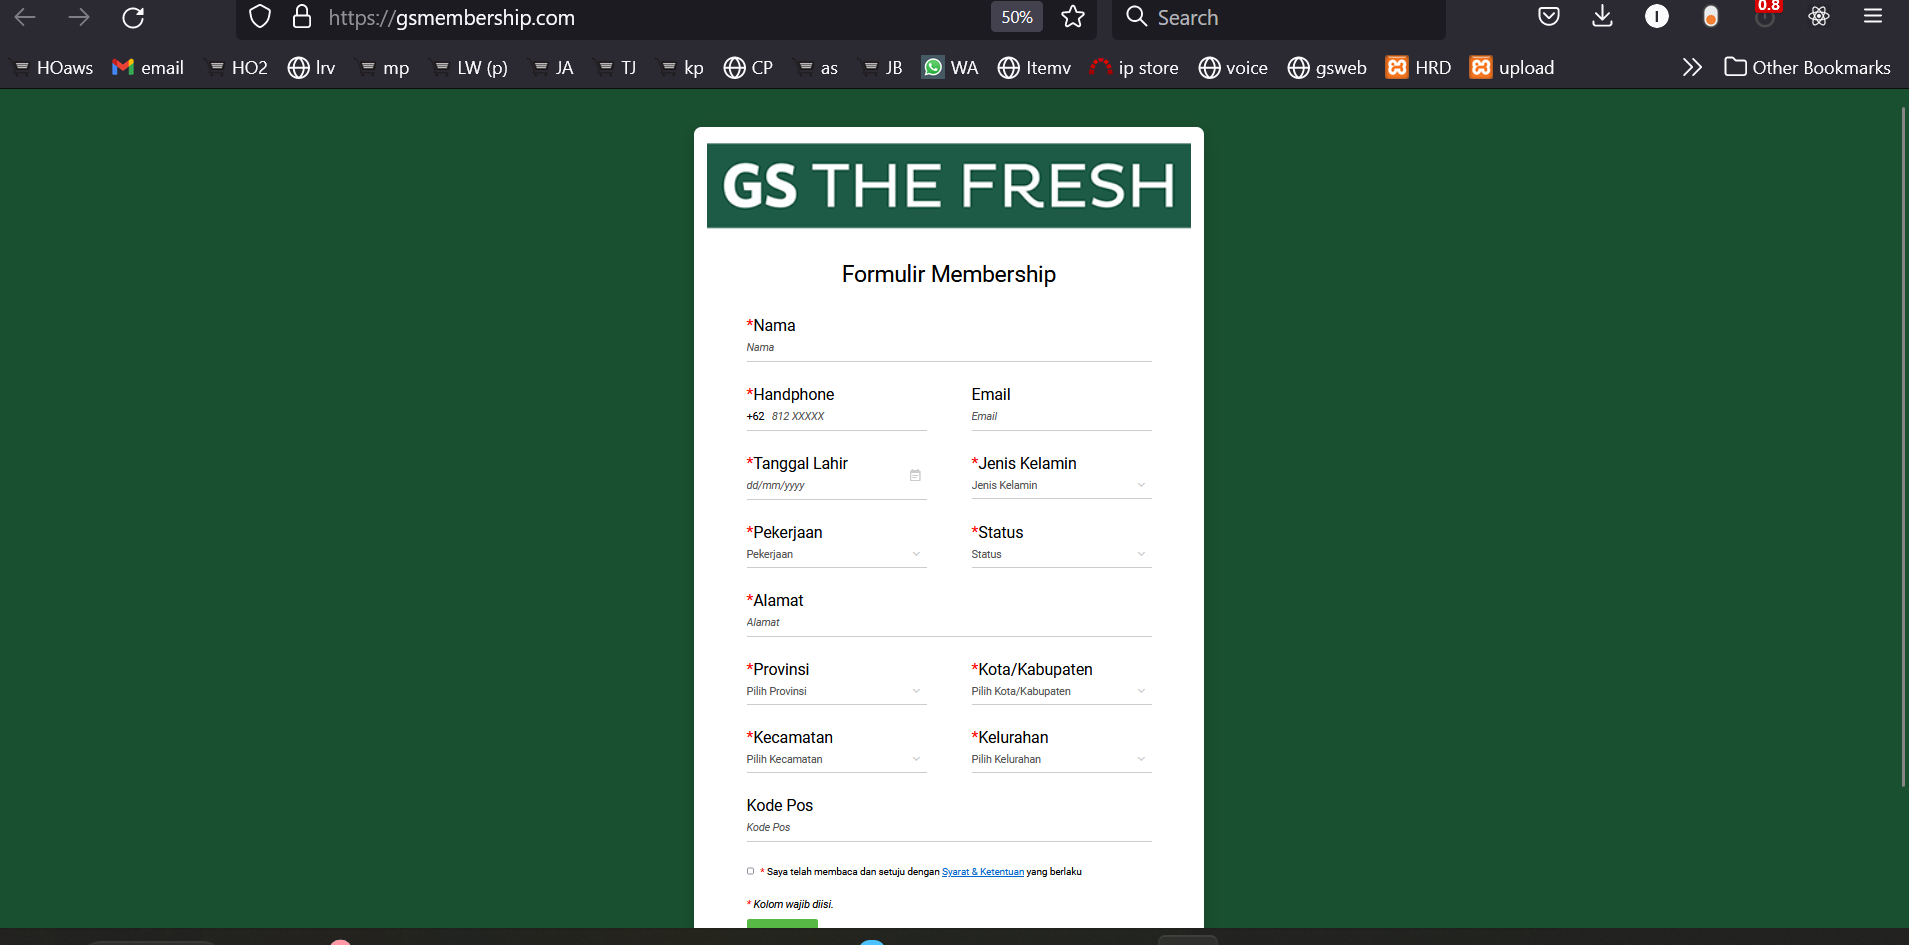 https://gsmembership.com 50% Search 0.8
HOaws email HO2 lrv mp LW (p) JA TJ kp CP as JB WA Itemv ip store voice gsweb HRD upload Other Bookmarks
GS THE FRESH
Formulir Membership
*Nama
Nama
*Handphone Email
+62 812 XXXXX Email
*Tanggal Lahir *Jenis Kelamin
dd/mm/yyyy Jenis Kelamin
*Pekerjaan *Status
Pekerjaan Status
*Alamat
Alamat
*Provinsi *Kota/Kabupaten
Pilih Provinsi Pilih Kota/Kabupaten
*Kecamatan *Kelurahan
Pilih Kecamatan Pilih Kelurahan
Kode Pos
Kode Pos
* Saya telah membaca dan setuju dengan Syarat & Ketentuan yang berlaku
* Kolom wajib diisi.